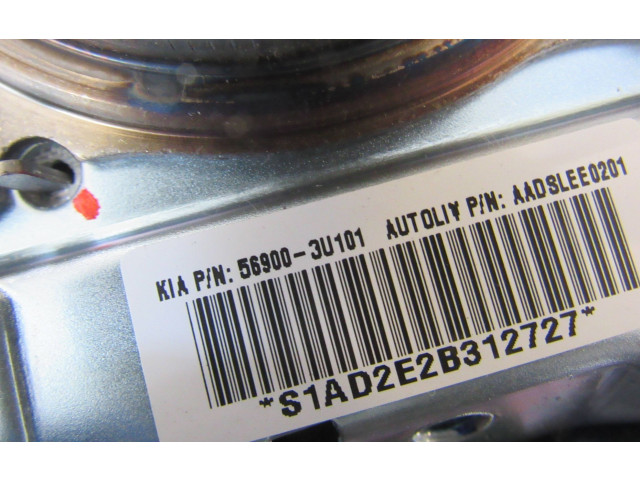 KIA P/N: 56900-3U101 AUTOLIV P/N: AADSLEE0201
*S1AD2E2B312727*